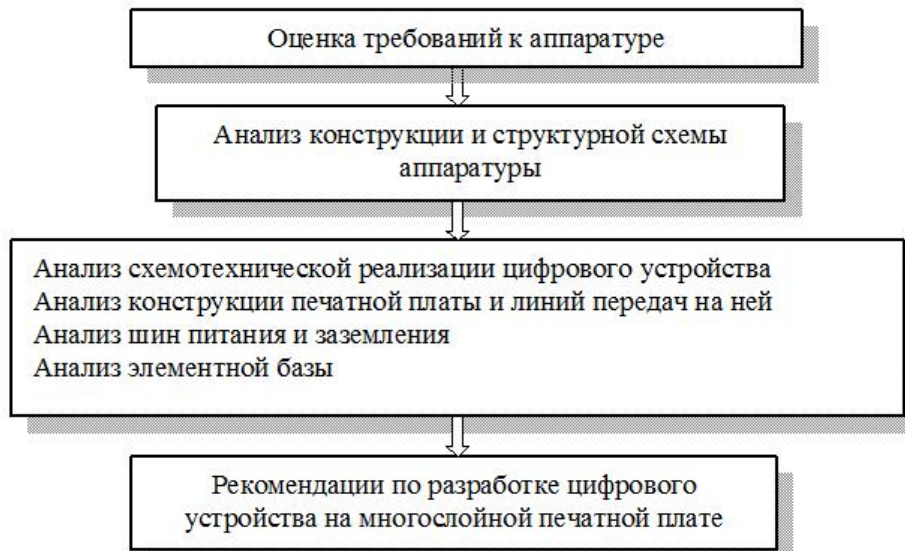 Оценка требований к аппаратуре
Анализ конструкции и структурной схемы
аппаратуры
Анализ схемотехнической реализации цифрового устройства
Анализ конструкции печатной платы и линий передач на ней
Анализ шин питания и заземления
Анализ элементной базы
Рекомендации по разработке цифрового
устройства на многослойной печатной плате